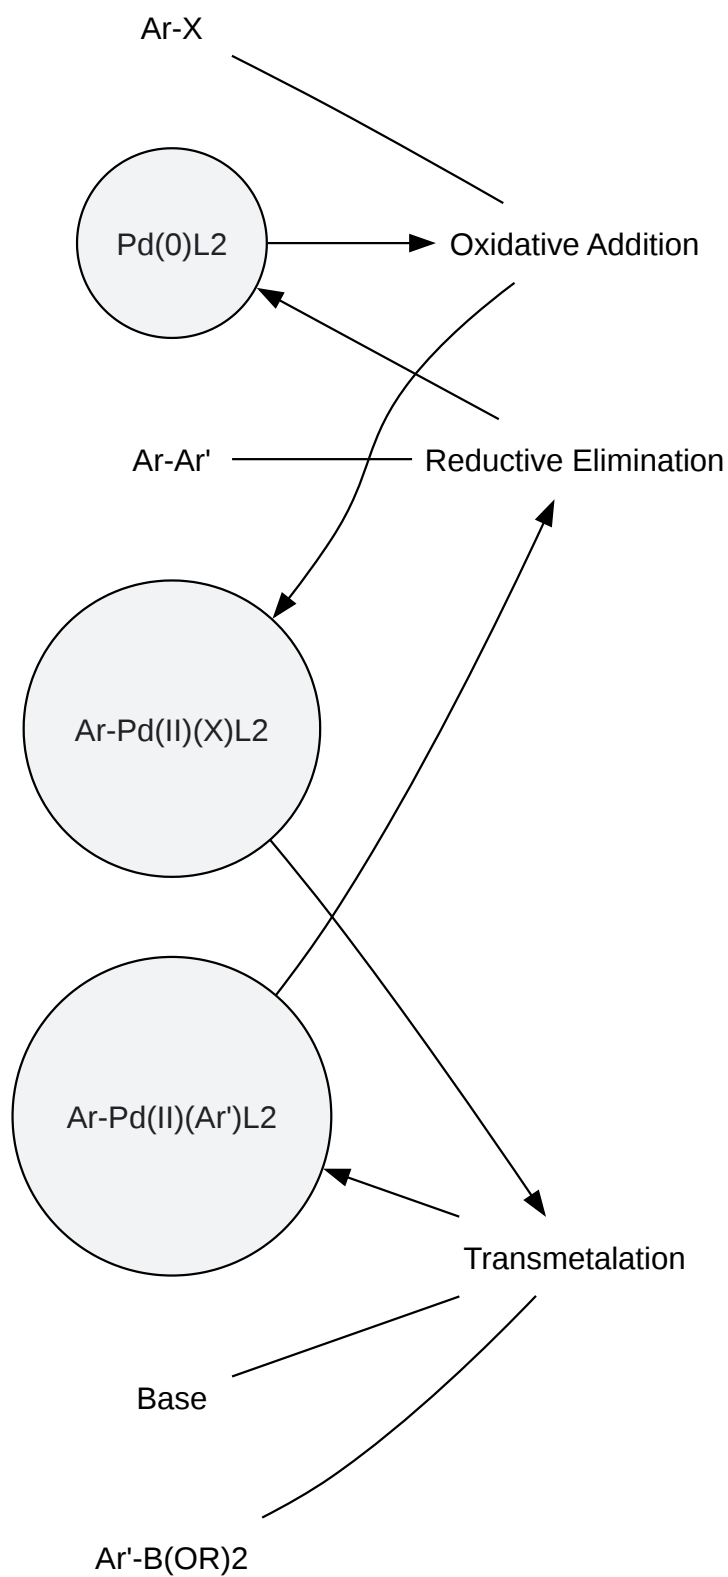 Ar-X
Pd(0)L2
Oxidative Addition
Ar-Ar'
Reductive Elimination
Ar-Pd(II)(X)L2
Ar-Pd(II)(Ar')L2
Transmetalation
Base
Ar'-B(OR)2